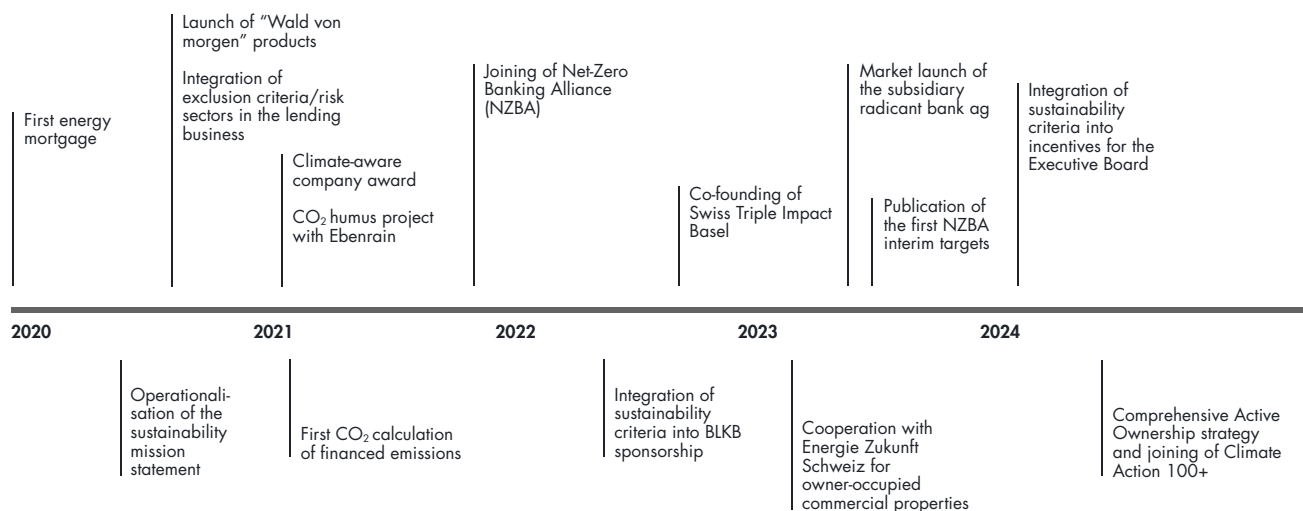 First energy
mortgage
Launch of “Wald von
morgen” products
Integration of
exclusion criteria/risk
sectors in the lending
business
Climate-aware
company award
CO₂ humus project
with Ebenrain
Joining of Net-Zero
Banking Alliance
(NZBA)
Co-founding of
Swiss Triple Impact
Basel
Market launch of
the subsidiary
radicant bank ag
Publication of
the first NZBA
interim targets
Integration of
sustainability
criteria into
incentives for the
Executive Board
2020
2021
2022
2023
2024
Operationali-
sation of the
sustainability
mission
statement
First CO₂ calculation
of financed emissions
Integration of
sustainability
criteria into BLKB
sponsorship
Cooperation with
Energie Zukunft
Schweiz for
owner-occupied
commercial properties
Comprehensive Active
Ownership strategy
and joining of Climate
Action 100+